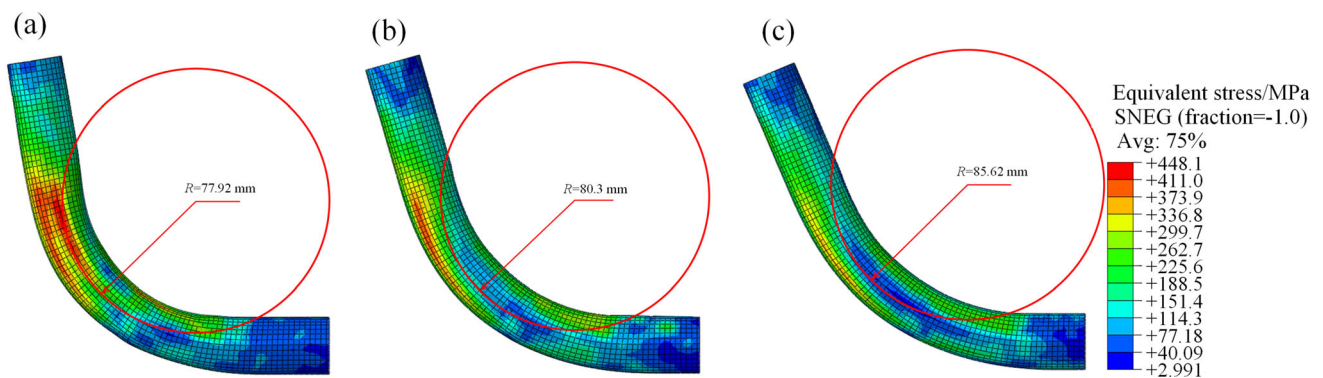 (a)
R=77.92 mm
(b)
R=80.3 mm
(c)
R=85.62 mm
Equivalent stress/MPa
SNEG (fraction=-1.0)
Avg: 75%
+448.1
+411.0
+373.9
+336.8
+299.7
+262.7
+225.6
+188.5
+151.4
+114.3
+77.18
+40.09
+2.991